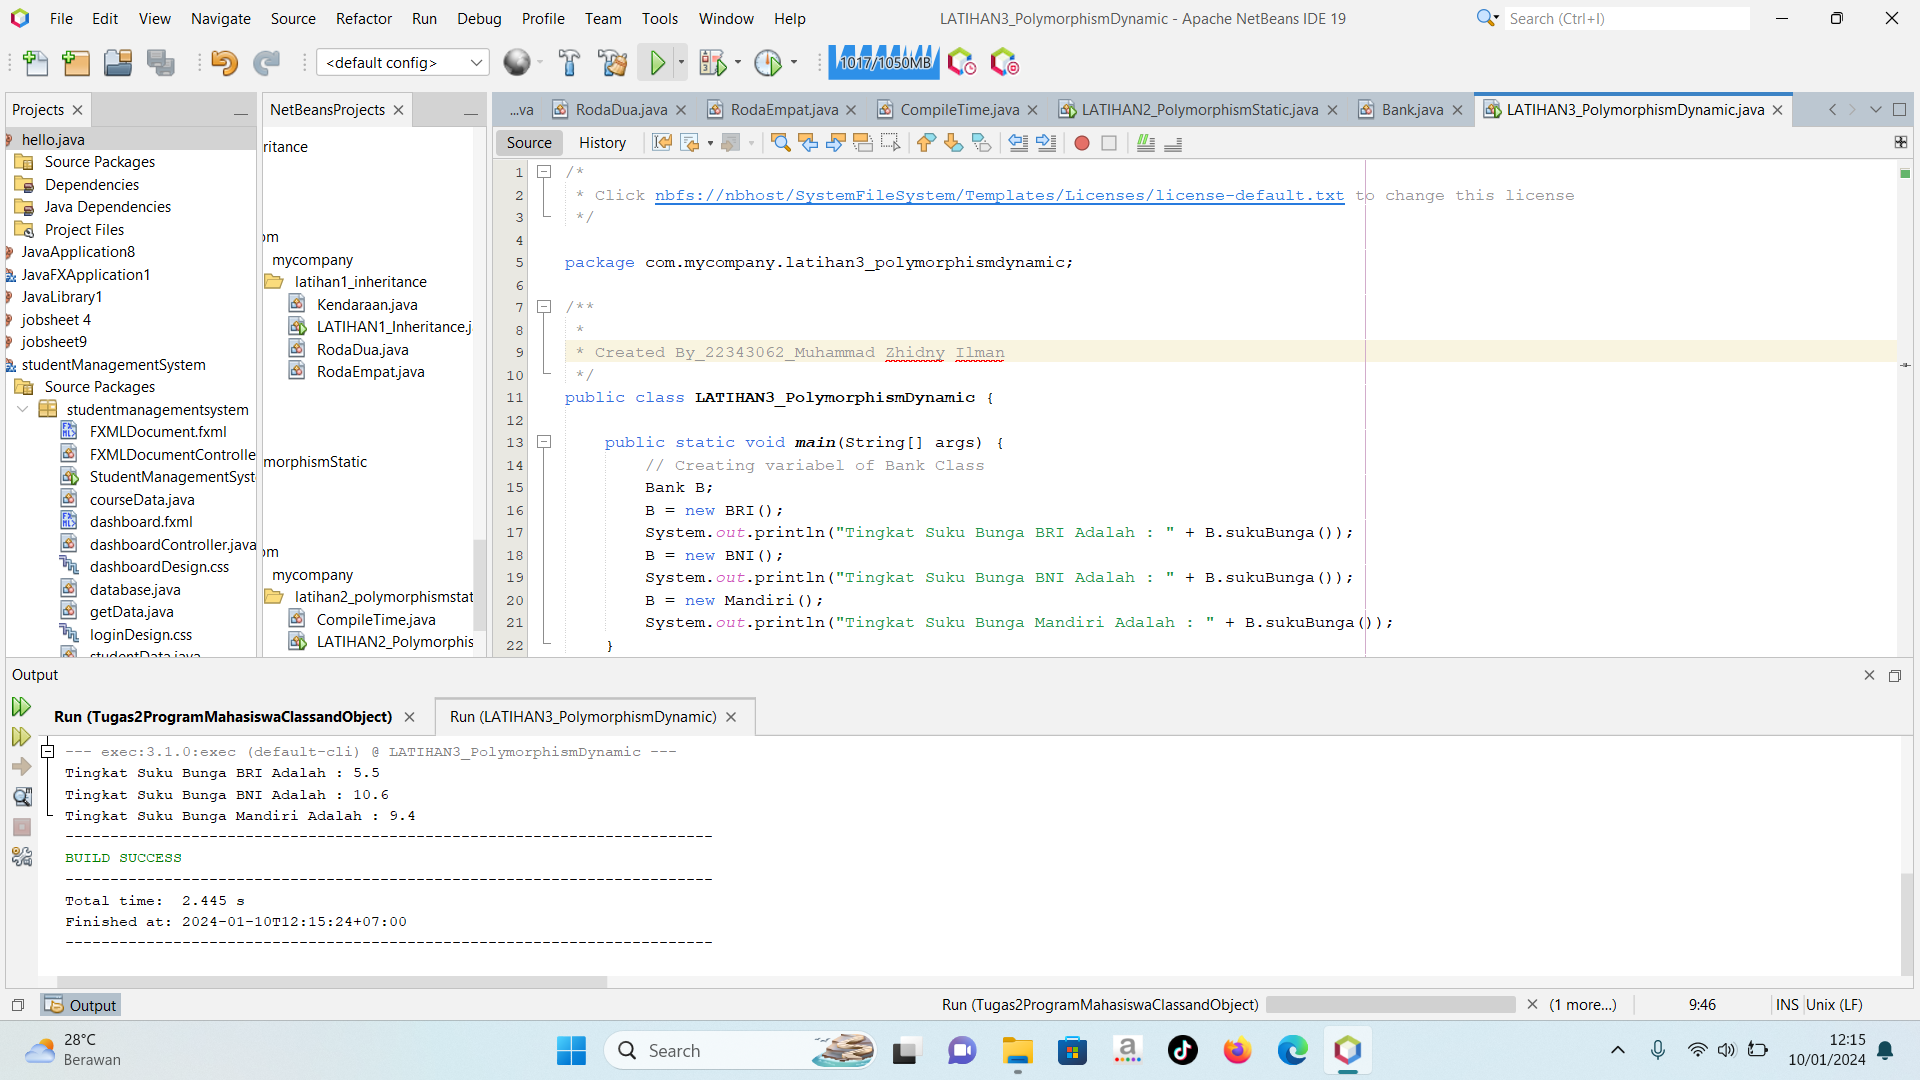 File Edit View Navigate Source Refactor Run Debug Profile Team Tools Window Help
LATIHAN3_PolymorphismDynamic - Apache NetBeans IDE 19
Search (Ctrl+I)
<default config>
1017/1050MB
Projects
hello.java
Source Packages
Dependencies
Java Dependencies
Project Files
JavaApplication8
JavaFXApplication1
JavaLibrary1
jobsheet 4
jobsheet9
studentManagementSystem
Source Packages
studentmanagementsystem
FXMLDocument.fxml
FXMLDocumentControlle
StudentManagementSyst
courseData.java
dashboard.fxml
dashboardController.java
dashboardDesign.css
database.java
getData.java
loginDesign.css
studentData.java
NetBeansProjects
ritance
om
mycompany
latihan1_inheritance
Kendaraan.java
LATIHAN1_Inheritance.j
RodaDua.java
RodaEmpat.java
morphismStatic
om
mycompany
latihan2_polymorphismstat
CompileTime.java
LATIHAN2_Polymorphis
...va RodaDua.java RodaEmpat.java CompileTime.java LATIHAN2_PolymorphismStatic.java Bank.java LATIHAN3_PolymorphismDynamic.java
Source History
1 /*
2 * Click nbfs://nbhost/SystemFileSystem/Templates/Licenses/license-default.txt to change this license
3 */
4
5 package com.mycompany.latihan3_polymorphismdynamic;
6
7 /**
8 *
9 * Created By_22343062_Muhammad Zhidny Ilman
10 */
11 public class LATIHAN3_PolymorphismDynamic {
12
13 public static void main(String[] args) {
14 // Creating variabel of Bank Class
15 Bank B;
16 B = new BRI();
17 System.out.println("Tingkat Suku Bunga BRI Adalah : " + B.sukuBunga());
18 B = new BNI();
19 System.out.println("Tingkat Suku Bunga BNI Adalah : " + B.sukuBunga());
20 B = new Mandiri();
21 System.out.println("Tingkat Suku Bunga Mandiri Adalah : " + B.sukuBunga());
22 }
Output
Run (Tugas2ProgramMahasiswaClassandObject) Run (LATIHAN3_PolymorphismDynamic)
--- exec:3.1.0:exec (default-cli) @ LATIHAN3_PolymorphismDynamic ---
Tingkat Suku Bunga BRI Adalah : 5.5
Tingkat Suku Bunga BNI Adalah : 10.6
Tingkat Suku Bunga Mandiri Adalah : 9.4
------------------------------------------------------------------------
BUILD SUCCESS
------------------------------------------------------------------------
Total time:  2.445 s
Finished at: 2024-01-10T12:15:24+07:00
------------------------------------------------------------------------
Output
Run (Tugas2ProgramMahasiswaClassandObject) (1 more...) 9:46 INS Unix (LF)
28°C
Berawan
Search
12:15
10/01/2024